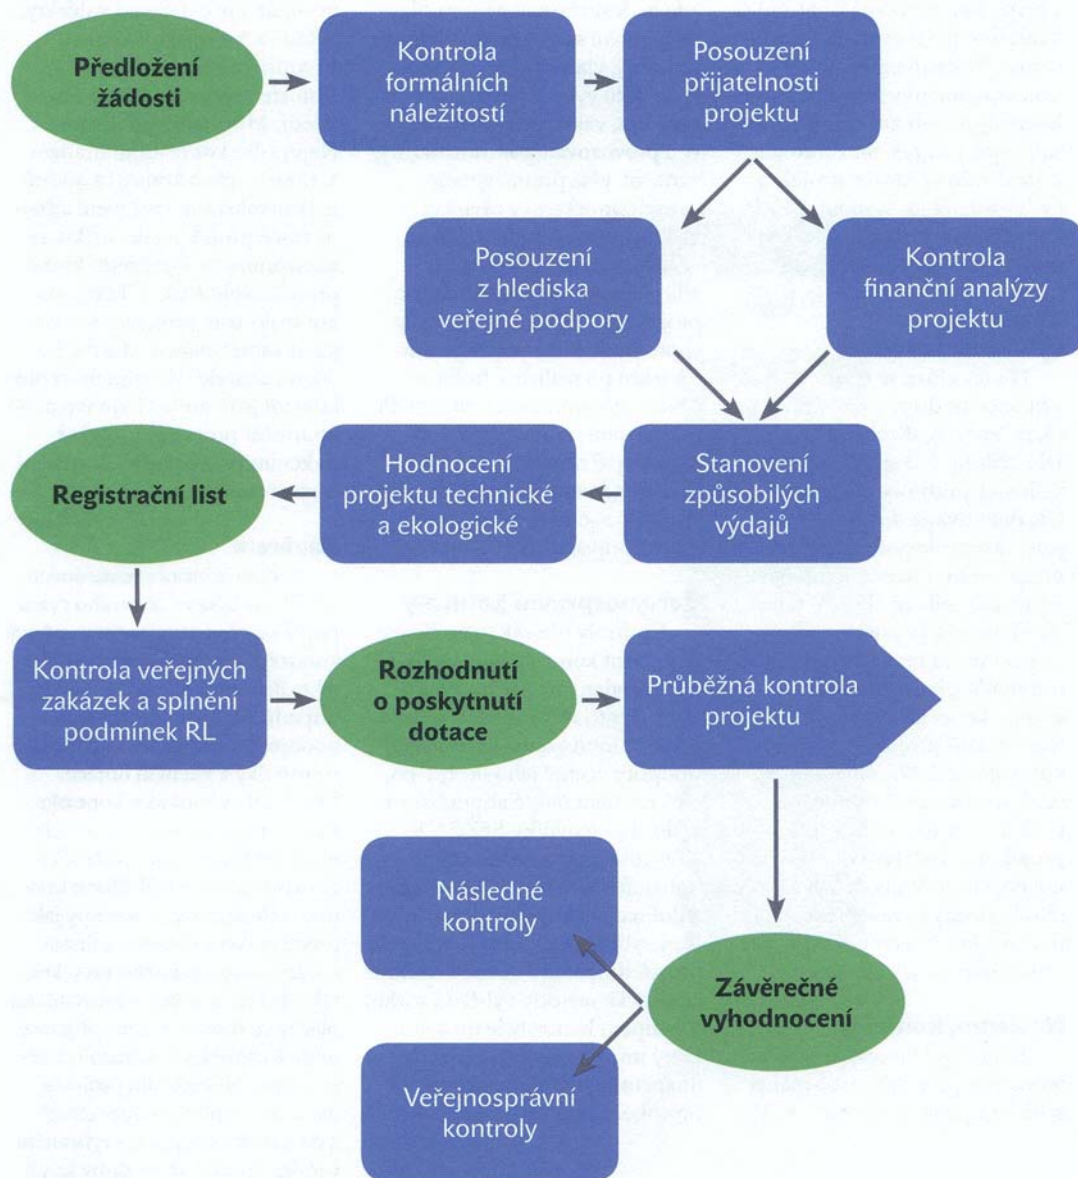 Předložení
žádosti
Kontrola
formálních
náležitostí
Posouzení
přijatelnosti
projektu
Posouzení
z hlediska
veřejné podpory
Kontrola
finanční analýzy
projektu
Stanovení
způsobilých
výdajů
Hodnocení
projektu technické
a ekologické
Registrační list
Kontrola veřejných
zakázek a splnění
podmínek RL
Rozhodnutí
o poskytnutí
dotace
Průběžná kontrola
projektu
Závěrečné
vyhodnocení
Následné
kontroly
Veřejnosprávní
kontroly